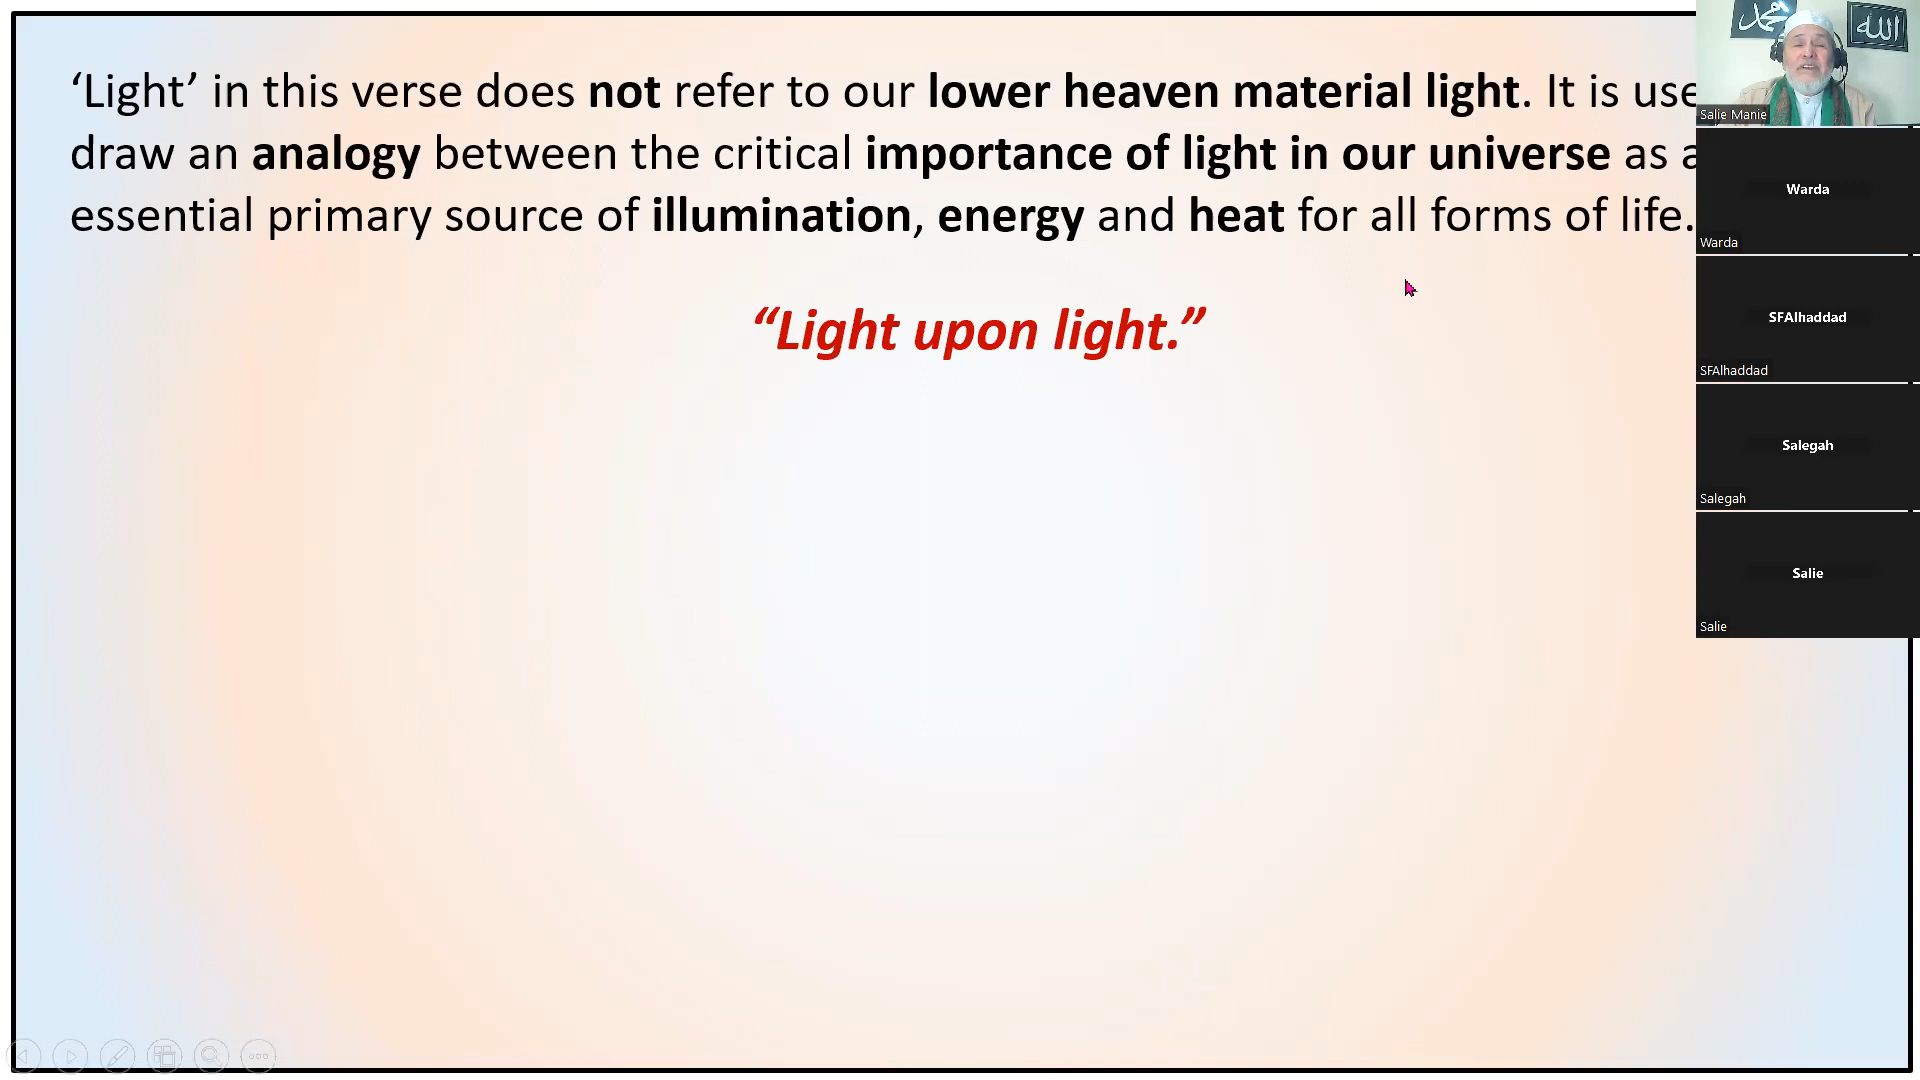 ‘Light’ in this verse does not refer to our lower heaven material light. It is
draw an analogy between the critical importance of light in our universe as
essential primary source of illumination, energy and heat for all forms of life.
“Light upon light.”
محمد
الله
Salie Manie
Warda
Warda
SFAlhaddad
SFAlhaddad
Salegah
Salegah
Salie
Salie